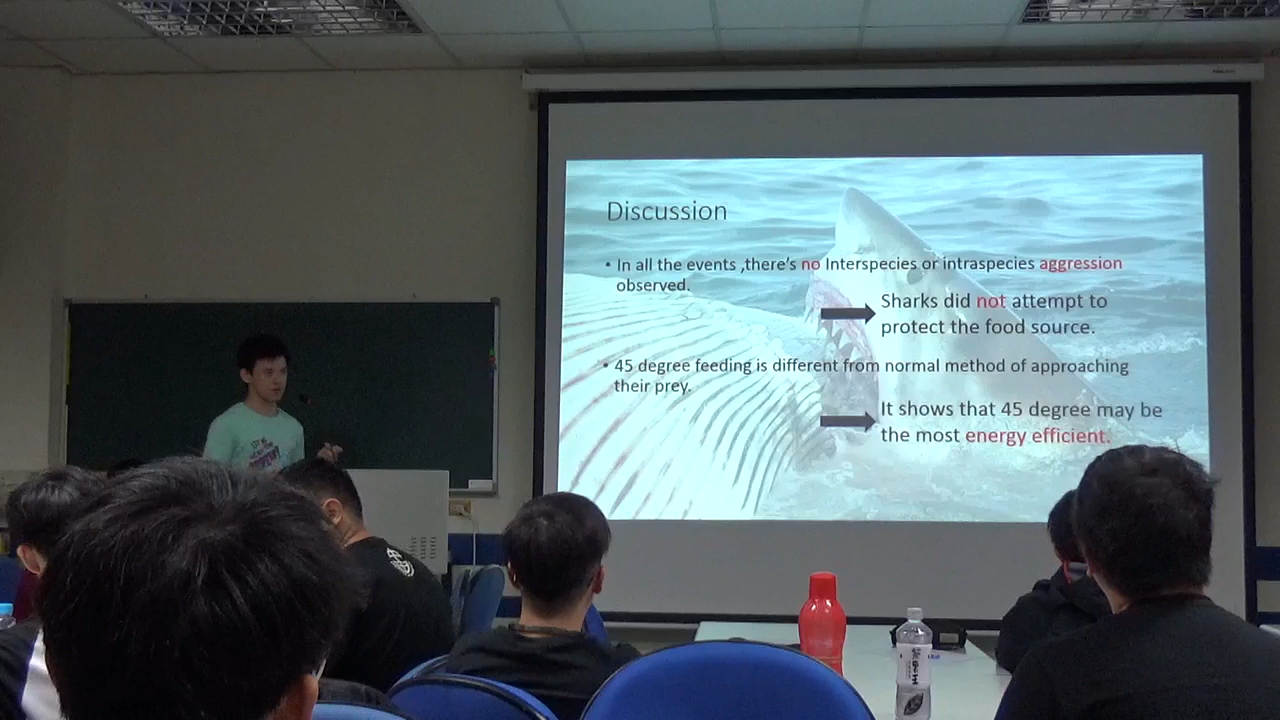 Discussion
• In all the events ,there's no Interspecies or intraspecies aggression
observed.
Sharks did not attempt to
protect the food source.
• 45 degree feeding is different from normal method of approaching
their prey.
It shows that 45 degree may be
the most energy efficient.